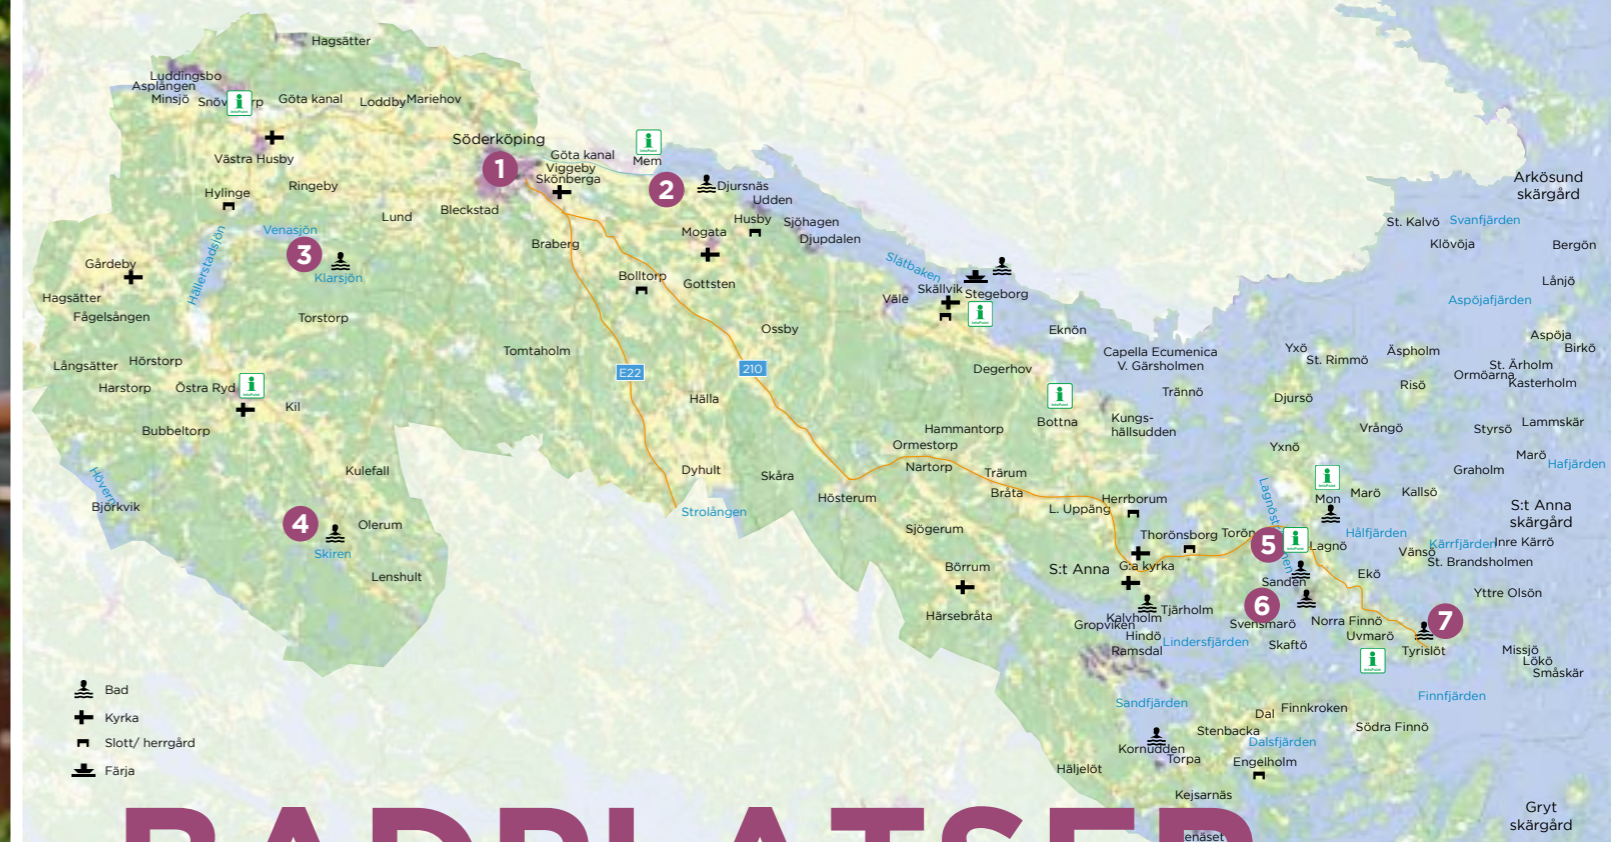 Hagsätter
Luddingsbo
Asplången
Minsjö
Göta kanal
Loddby
Mariehov
Söderköping
Göta kanal
Viggeby
Skönberga
Mem
Västra Husby
Hylinge
Ringeby
Lund
Bleckstad
Djursnäs
Udden
Husby
Sjöhagen
Djupdalen
Mogata
Braberg
Venasjön
Klarsjön
Hällerstadsjön
Gårdeby
Hagsätter
Fågelsången
Torstorp
Bolltorp
Gottsten
Ossby
Slätbaken
Väle
Skällvik
Stegeborg
Eknön
Långsätter
Hörstorp
Harstorp
Östra Ryd
Kil
Bubbeltorp
Tomtaholm
E22
210
Hälla
Degerhov
Capella Ecumenica
V. Gärsholmen
Trännö
Bottna
Kungs-
hällsudden
Hammantorp
Ormestorp
Nartorp
Trärum
Bråta
L. Uppäng
Herrborum
Kulefall
Dyhult
Skåra
Hösterum
Strolången
Björkvik
Olerum
Skiren
Lenshult
Sjögerum
Börrum
Härsebråta
S:t Anna
Thorönsborg
G:a kyrka
Kalvholm
Tjärholm
Gropviken
Hindö
Ramsdal
Lindersfjärden
Sanden
Svensmarö
Skaftö
Norra Finnö
Uvmarö
Tyrislöt
Lagnö
Ekö
Mon
Marö
Kallsö
Hålfjärden
Kärrfjärden
Inre Kärrö
Vänsö
St. Brandsholmen
Yttre Olsön
Missjö
Lökö
Småskär
Finnfjärden
Sandfjärden
Dal
Finnkroken
Stenbacka
Södra Finnö
Dalsfjärden
Kornudden
Torpa
Engelholm
Häljelöt
Kejsarnäs
Gryt
skärgård
Arkösund
skärgård
St. Kalvö
Svanfjärden
Klövöja
Bergön
Lånjö
Aspöjafjärden
Aspöja
Birkö
Yxö
St. Rimmö
Äspholm
St. Ärholm
Ormöarna
Kasterholm
Risö
Djursö
Vrångö
Styrsö
Lammskär
Yxnö
Marö
Hafjärden
Graholm
S:t Anna
skärgård
1
2
3
4
5
6
7
Bad
Kyrka
Slott/ herrgård
Färja
BADPLATSER